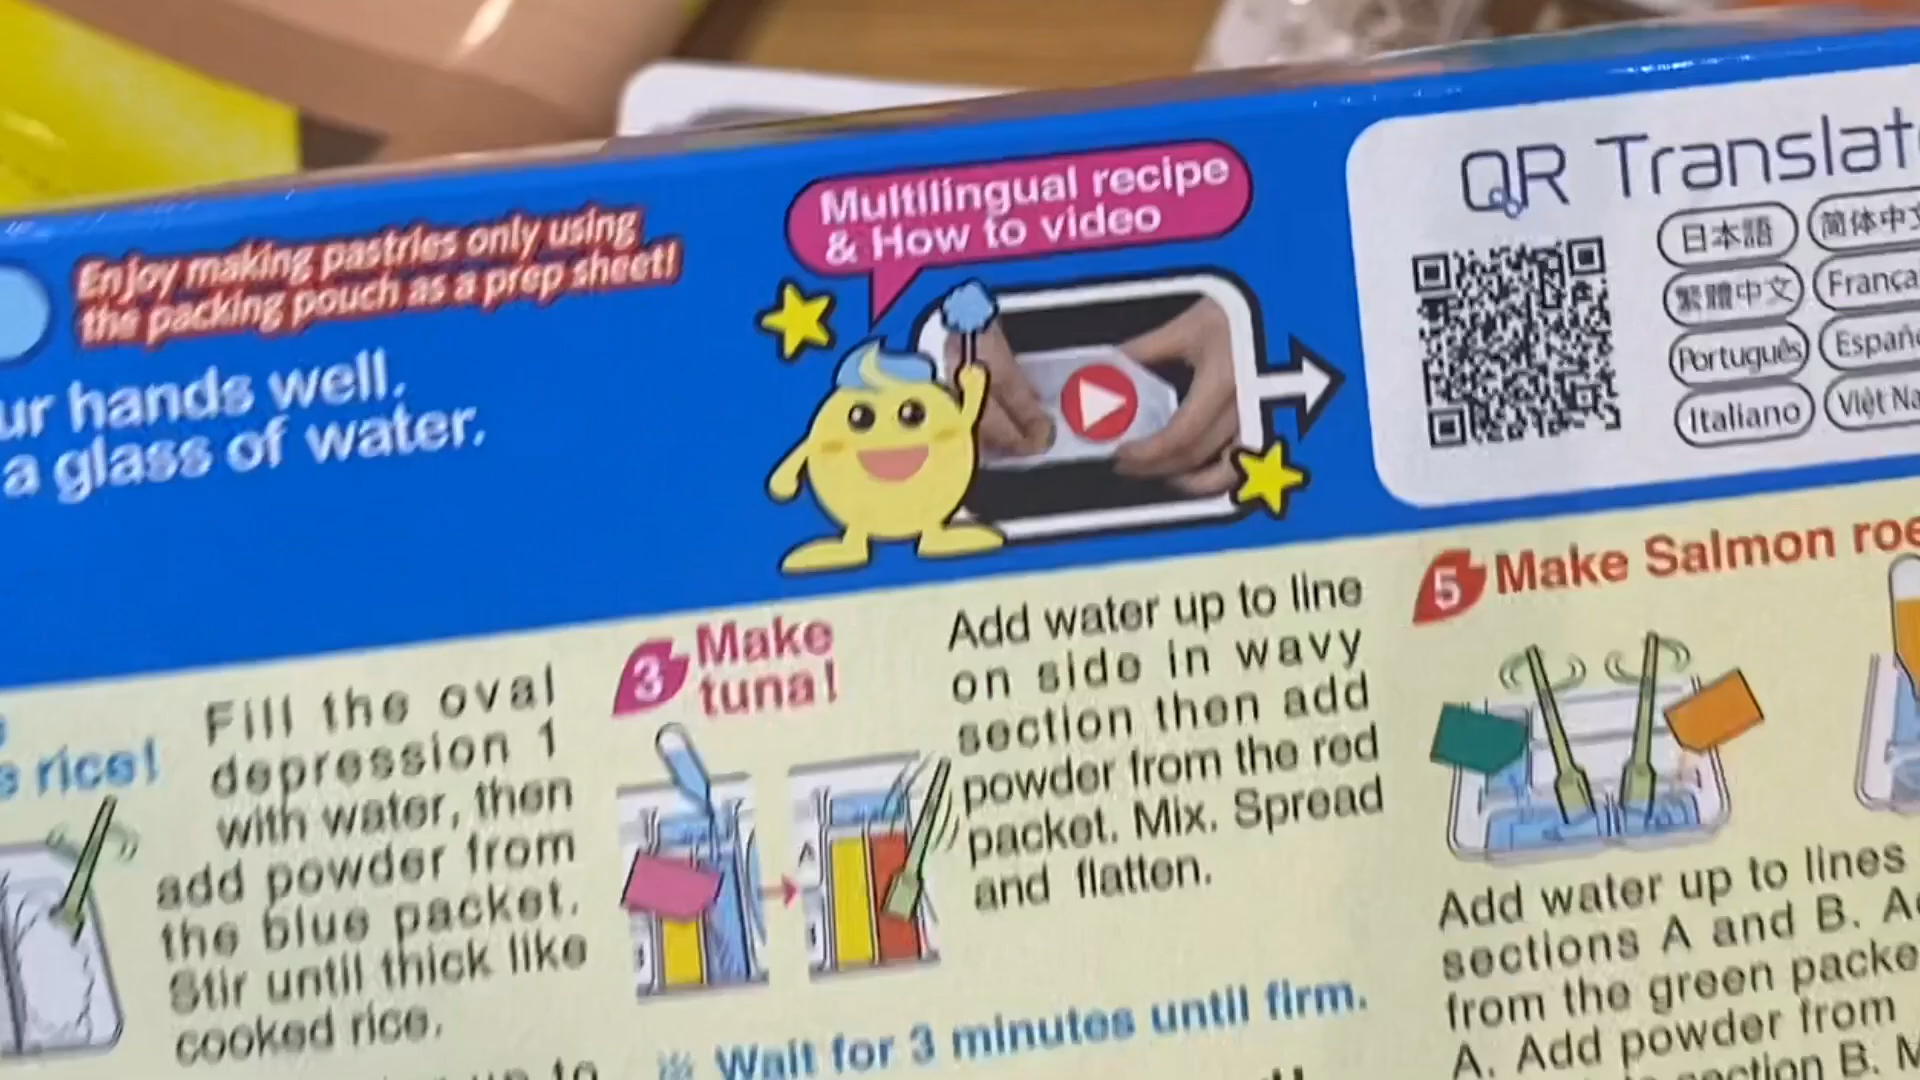 Enjoy making pastries only using
the packing pouch as a prep sheet!
ur hands well.
a glass of water.
Multilingual recipe
& How to video
QR Translat
日本語
简体中文
繁體中文
França
Português
Españ
Italiano
Việt Na
rice!
Fill the oval
depression 1
with water, then
add powder from
the blue packet.
Stir until thick like
cooked rice.
3 Make
tuna!
Add water up to line
on side in wavy
section then add
powder from the red
packet. Mix. Spread
and flatten.
※ Wait for 3 minutes until firm.
5 Make Salmon roe
Add water up to lines
sections A and B. A
from the green packe
A. Add powder from
section B. M